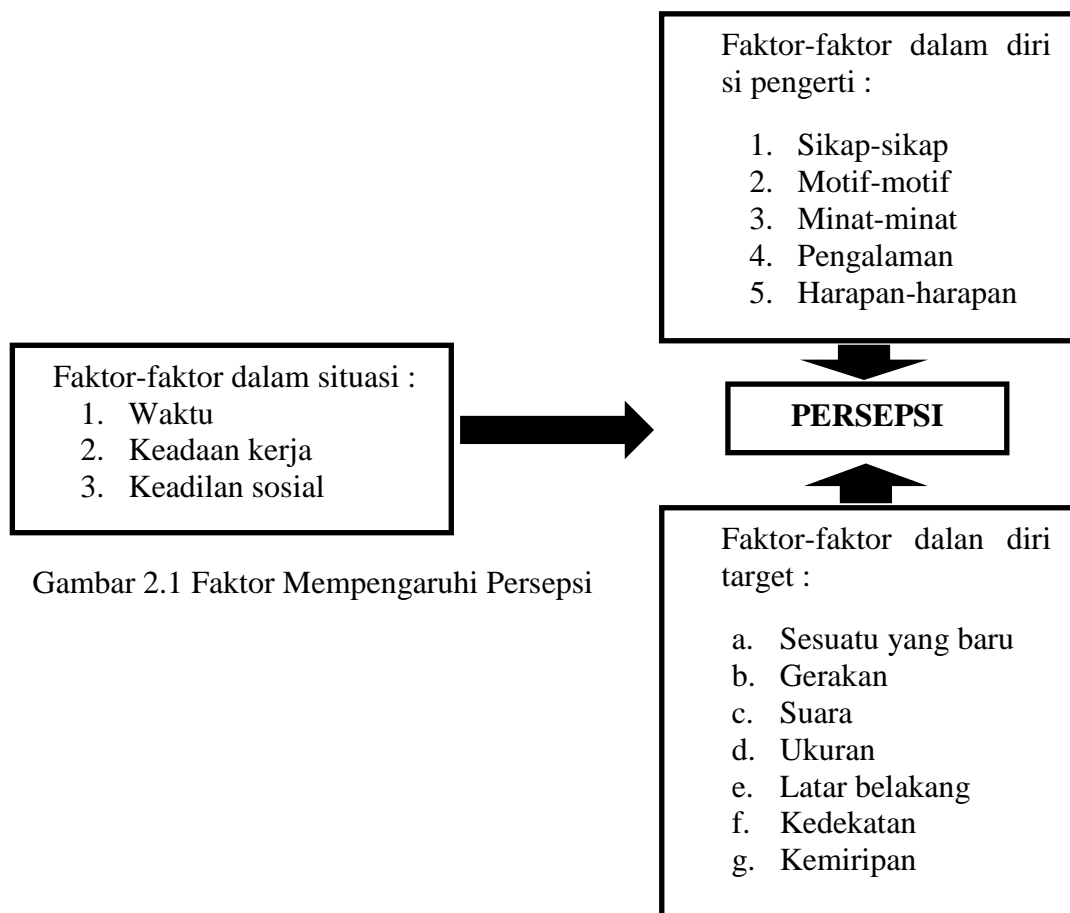 Faktor-faktor dalam diri
si pengerti :
1. Sikap-sikap
2. Motif-motif
3. Minat-minat
4. Pengalaman
5. Harapan-harapan
Faktor-faktor dalam situasi :
1. Waktu
2. Keadaan kerja
3. Keadilan sosial
PERSEPSI
Gambar 2.1 Faktor Mempengaruhi Persepsi
Faktor-faktor dalan diri
target :
a. Sesuatu yang baru
b. Gerakan
c. Suara
d. Ukuran
e. Latar belakang
f. Kedekatan
g. Kemiripan